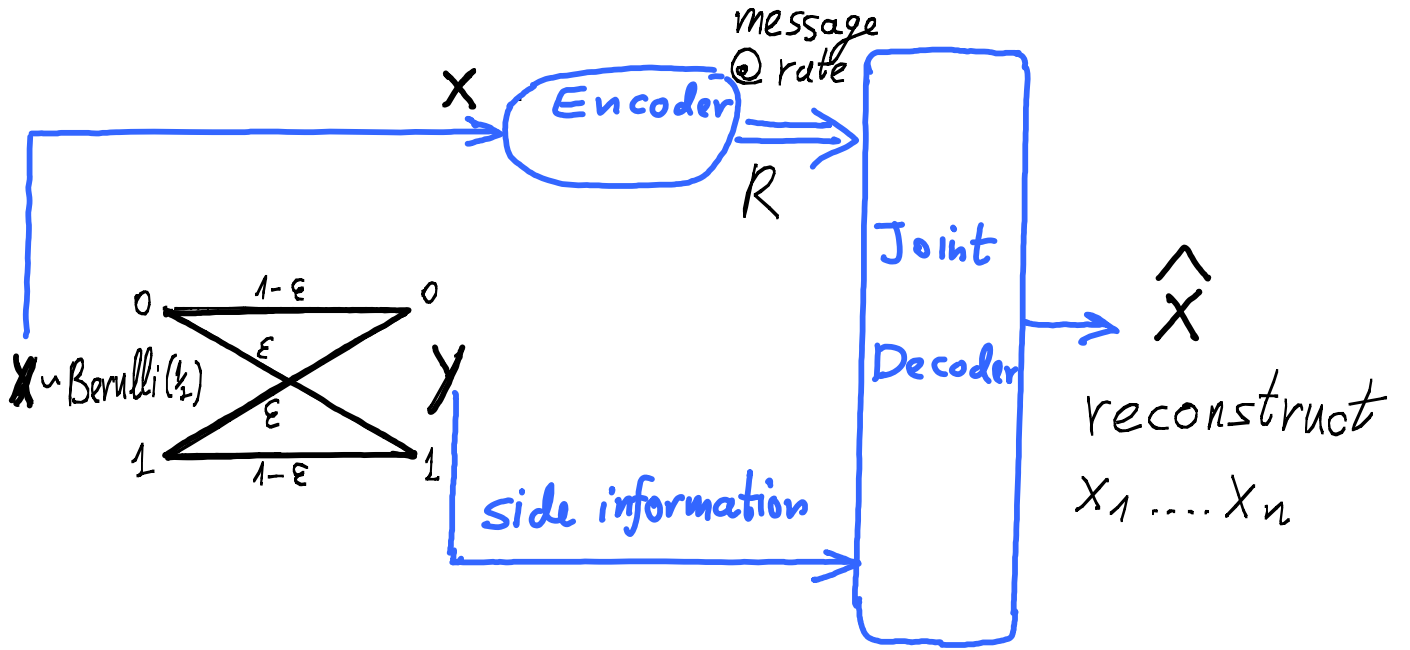 message
@ rate
X
Encoder
R
Joint
Decoder
X̂
reconstruct
X₁ .... Xₙ
0
1-ε
0
ε
X ~ Berulli(½)
y
ε
1
1-ε
1
side information